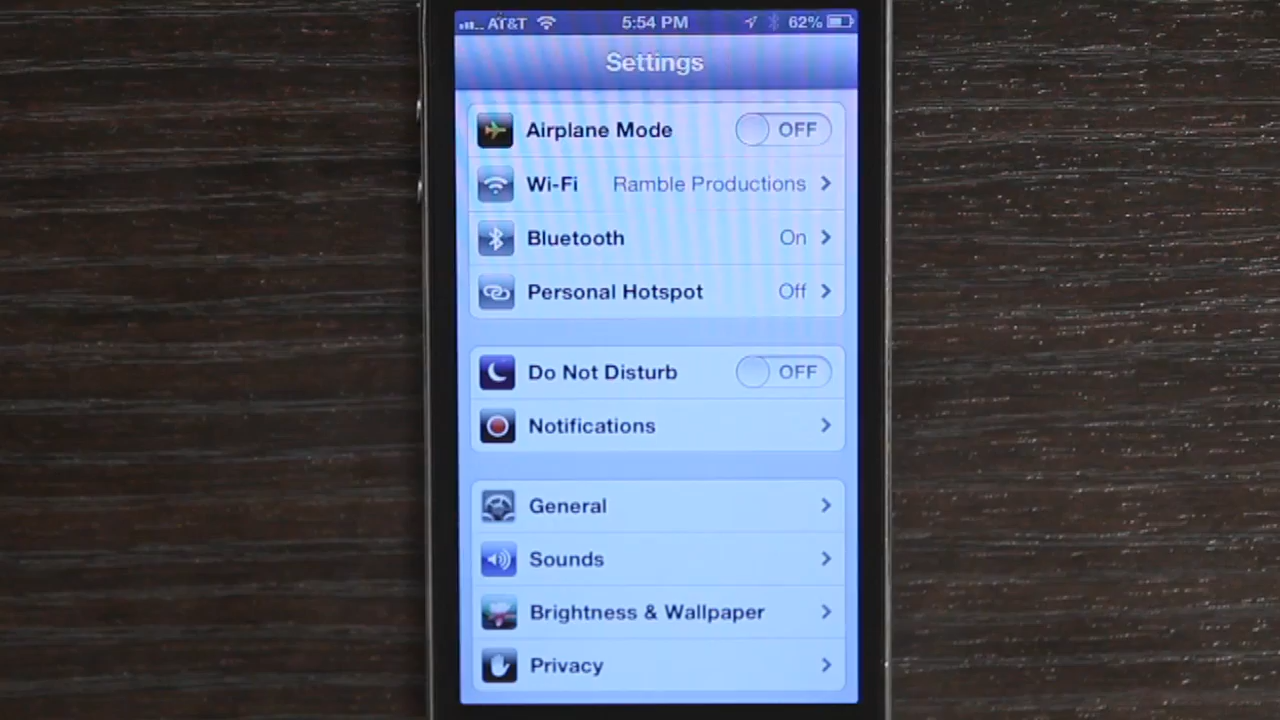 AT&T 5:54 PM 62%
Settings
Airplane Mode OFF
Wi-Fi Ramble Productions
Bluetooth On
Personal Hotspot Off
Do Not Disturb OFF
Notifications
General
Sounds
Brightness & Wallpaper
Privacy